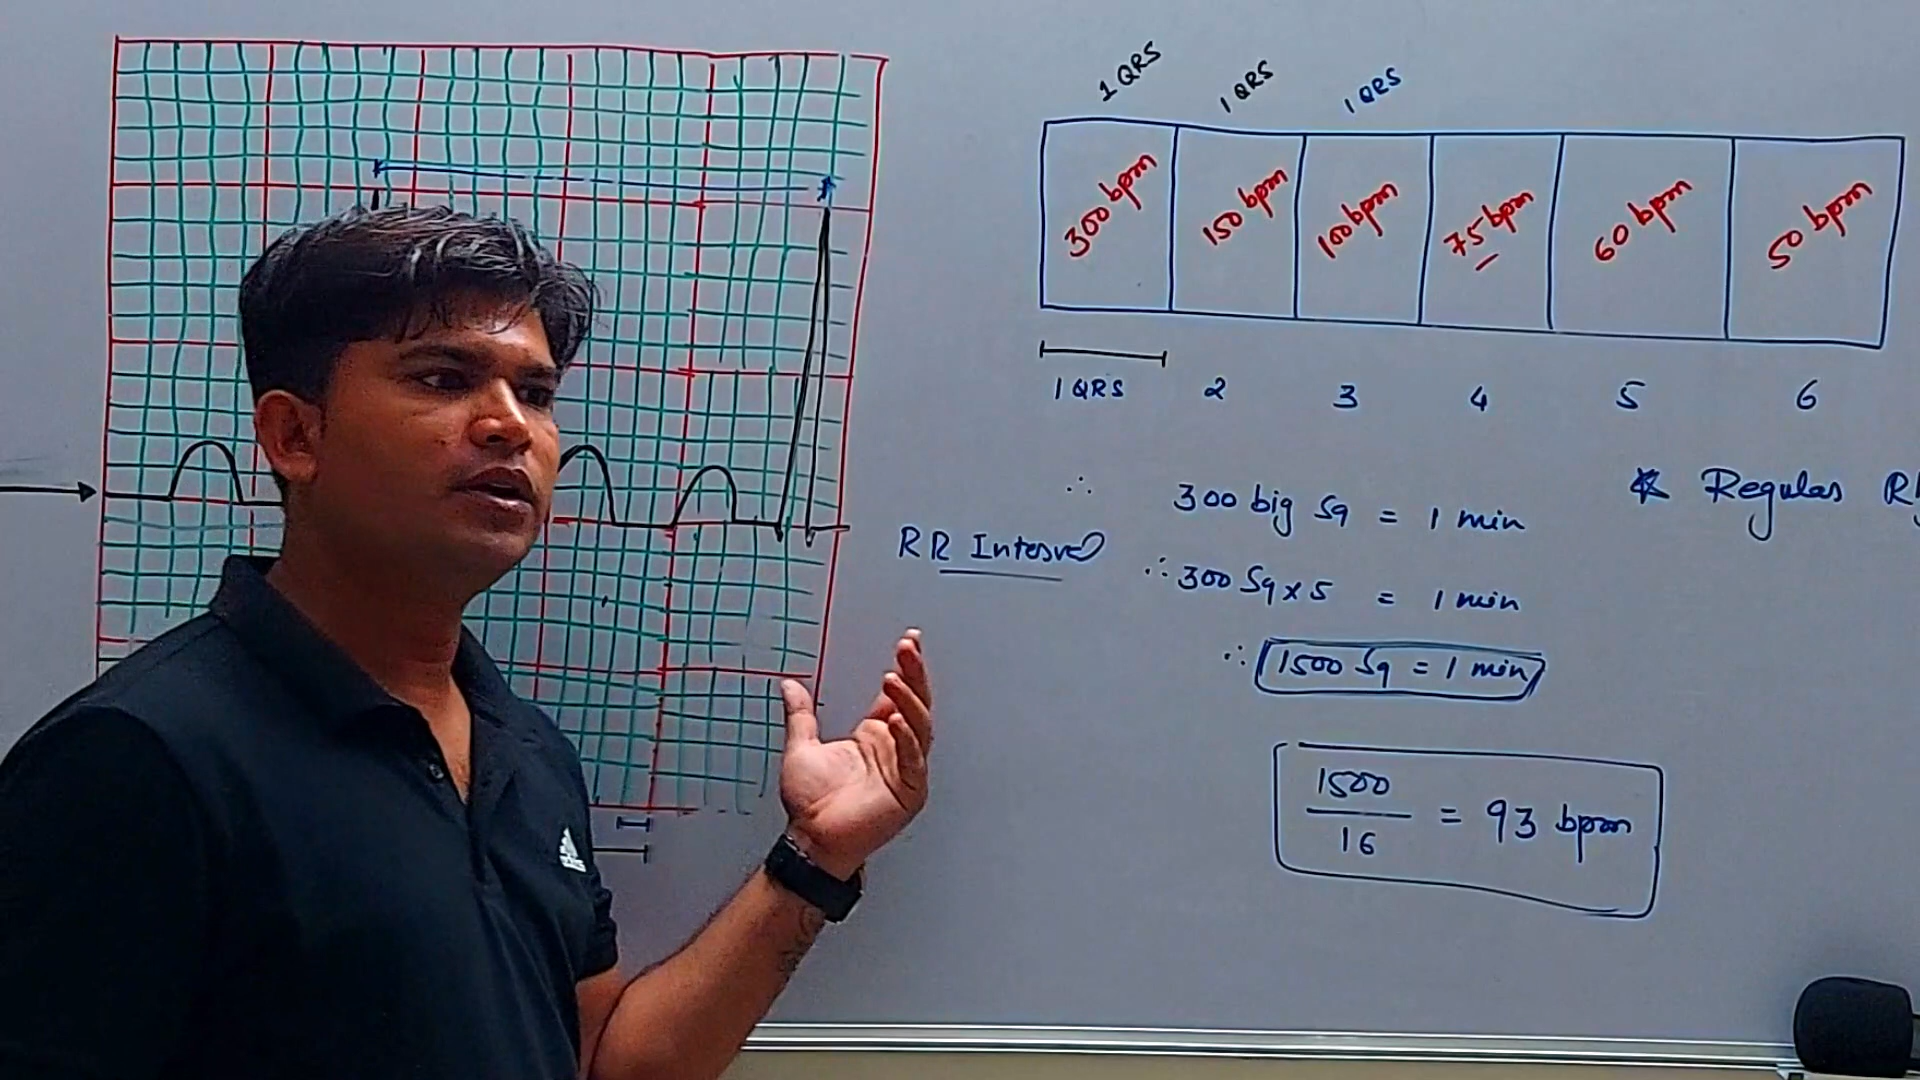 1 QRS 1 QRS 1 QRS
300 bpm 150 bpm 100 bpm 75 bpm 60 bpm 50 bpm
1 QRS 2 3 4 5 6
∴ 300 big sq = 1 min
* Regular
RR Interval
∴ 300 Sq x 5 = 1 min
∴ 1500 Sq = 1 min
1500
16
= 93 bpm